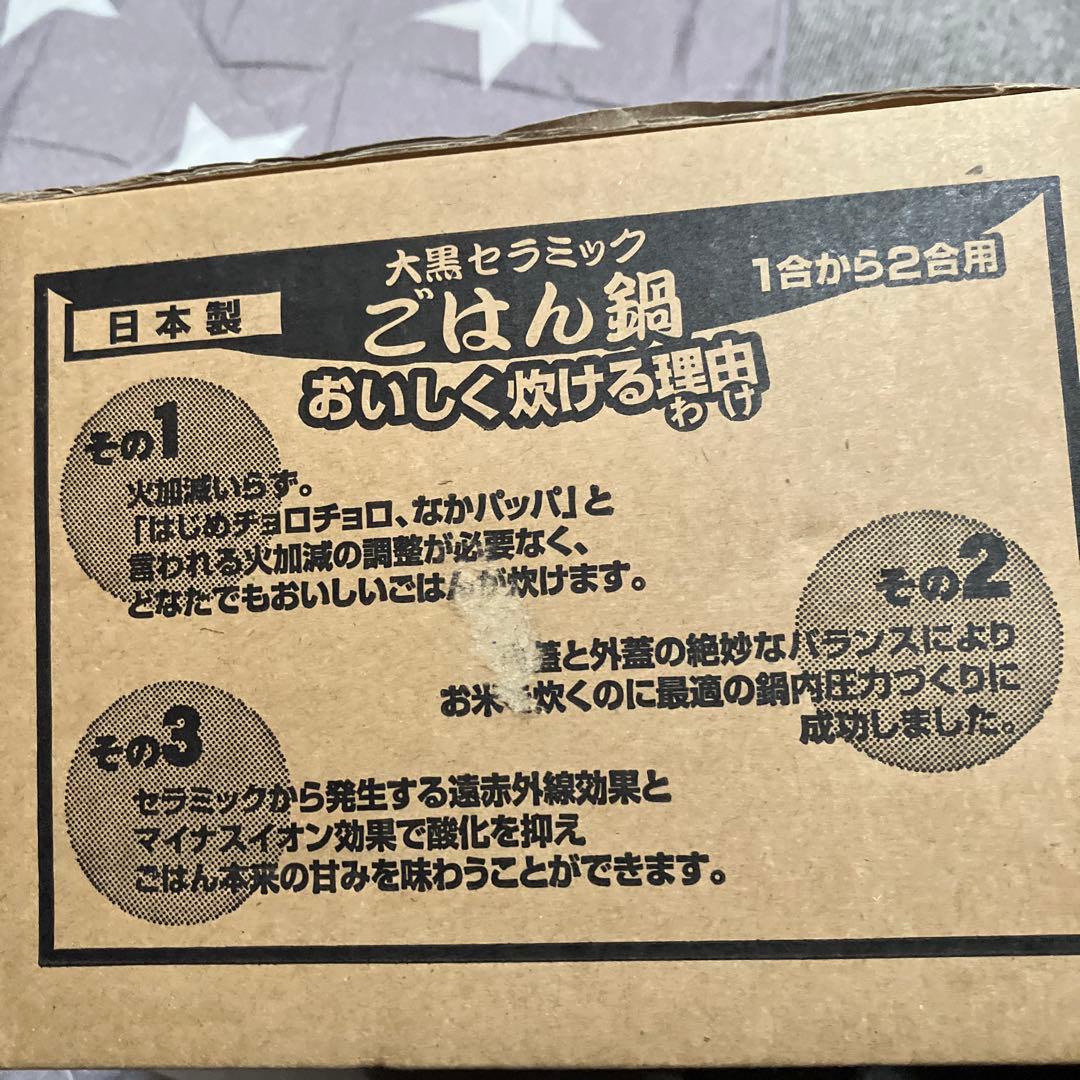 日本製
大黒セラミック
ごはん鍋
1合から2合用
おいしく炊ける理由
わけ
その1
火加減いらず。
「はじめチョロチョロ、なかパッパ」と
言われる火加減の調整が必要なく、
どなたでもおいしいごはんが炊けます。
その2
蓋と外蓋の絶妙なバランスにより
お米を炊くのに最適の鍋内圧力づくりに
成功しました。
その3
セラミックから発生する遠赤外線効果と
マイナスイオン効果で酸化を抑え
ごはん本来の甘みを味わうことができます。